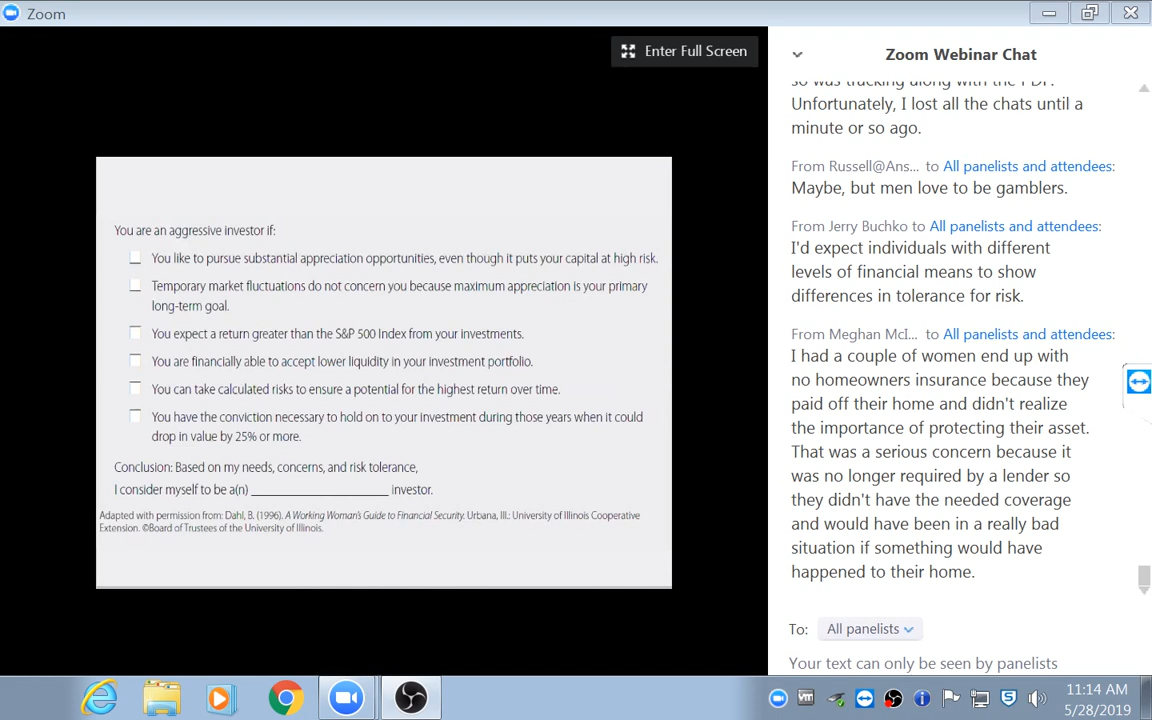 Zoom
Enter Full Screen
You are an aggressive investor if:
You like to pursue substantial appreciation opportunities, even though it puts your capital at high risk.
Temporary market fluctuations do not concern you because maximum appreciation is your primary
long-term goal.
You expect a return greater than the S&P 500 Index from your investments.
You are financially able to accept lower liquidity in your investment portfolio.
You can take calculated risks to ensure a potential for the highest return over time.
You have the conviction necessary to hold on to your investment during those years when it could
drop in value by 25% or more.
Conclusion: Based on my needs, concerns, and risk tolerance,
I consider myself to be a(n) ____________________ investor.
Adapted with permission from: Dahl, B. (1996). A Working Woman's Guide to Financial Security. Urbana, Ill.: University of Illinois Cooperative
Extension. ©Board of Trustees of the University of Illinois.
Zoom Webinar Chat
so was tracking along with the PDF.
Unfortunately, I lost all the chats until a
minute or so ago.
From Russell@Ans... to All panelists and attendees:
Maybe, but men love to be gamblers.
From Jerry Buchko to All panelists and attendees:
I'd expect individuals with different
levels of financial means to show
differences in tolerance for risk.
From Meghan McI... to All panelists and attendees:
I had a couple of women end up with
no homeowners insurance because they
paid off their home and didn't realize
the importance of protecting their asset.
That was a serious concern because it
was no longer required by a lender so
they didn't have the needed coverage
and would have been in a really bad
situation if something would have
happened to their home.
To: All panelists
Your text can only be seen by panelists
11:14 AM
5/28/2019